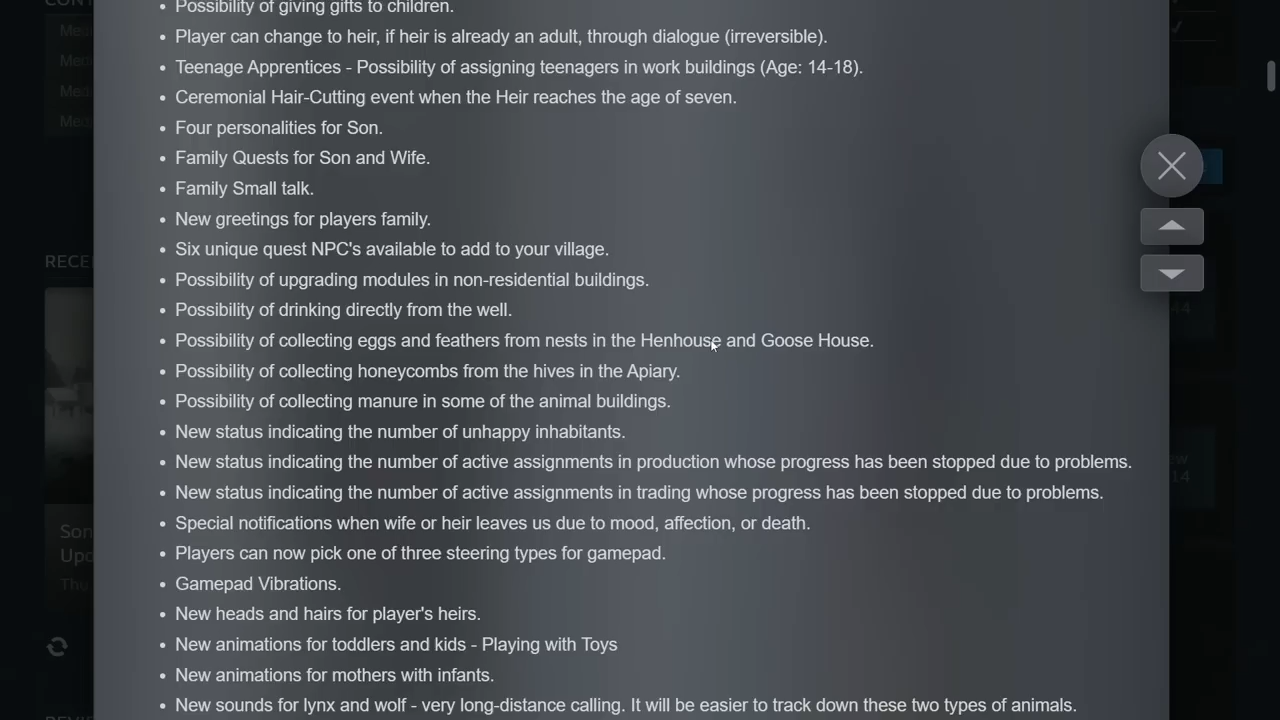 • Possibility of giving gifts to children.
• Player can change to heir, if heir is already an adult, through dialogue (irreversible).
• Teenage Apprentices - Possibility of assigning teenagers in work buildings (Age: 14-18).
• Ceremonial Hair-Cutting event when the Heir reaches the age of seven.
• Four personalities for Son.
• Family Quests for Son and Wife.
• Family Small talk.
• New greetings for players family.
RECE
• Six unique quest NPC's available to add to your village.
• Possibility of upgrading modules in non-residential buildings.
• Possibility of drinking directly from the well.
• Possibility of collecting eggs and feathers from nests in the Henhouse and Goose House.
• Possibility of collecting honeycombs from the hives in the Apiary.
• Possibility of collecting manure in some of the animal buildings.
• New status indicating the number of unhappy inhabitants.
• New status indicating the number of active assignments in production whose progress has been stopped due to problems.
• New status indicating the number of active assignments in trading whose progress has been stopped due to problems.
• Special notifications when wife or heir leaves us due to mood, affection, or death.
• Players can now pick one of three steering types for gamepad.
• Gamepad Vibrations.
• New heads and hairs for player's heirs.
• New animations for toddlers and kids - Playing with Toys
• New animations for mothers with infants.
• New sounds for lynx and wolf - very long-distance calling. It will be easier to track down these two types of animals.